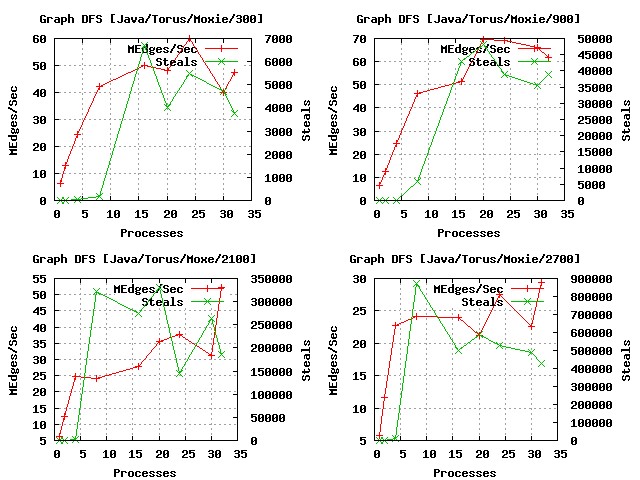 Graph DFS [Java/Torus/Moxie/300]
MEdges/Sec
Steals
60
50
40
30
20
10
0
7000
6000
5000
4000
3000
2000
1000
0
0 5 10 15 20 25 30 35
Processes
MEdges/Sec
Steals
Graph DFS [Java/Torus/Moxie/900]
MEdges/Sec
Steals
70
60
50
40
30
20
10
0
50000
45000
40000
35000
30000
25000
20000
15000
10000
5000
0
0 5 10 15 20 25 30 35
Processes
MEdges/Sec
Steals
Graph DFS [Java/Torus/Moxe/2100]
MEdges/Sec
Steals
55
50
45
40
35
30
25
20
15
10
5
350000
300000
250000
200000
150000
100000
50000
0
0 5 10 15 20 25 30 35
Processes
MEdges/Sec
Steals
Graph DFS [Java/Torus/Moxie/2700]
MEdges/Sec
Steals
30
25
20
15
10
5
900000
800000
700000
600000
500000
400000
300000
200000
100000
0
0 5 10 15 20 25 30 35
Processes
MEdges/Sec
Steals